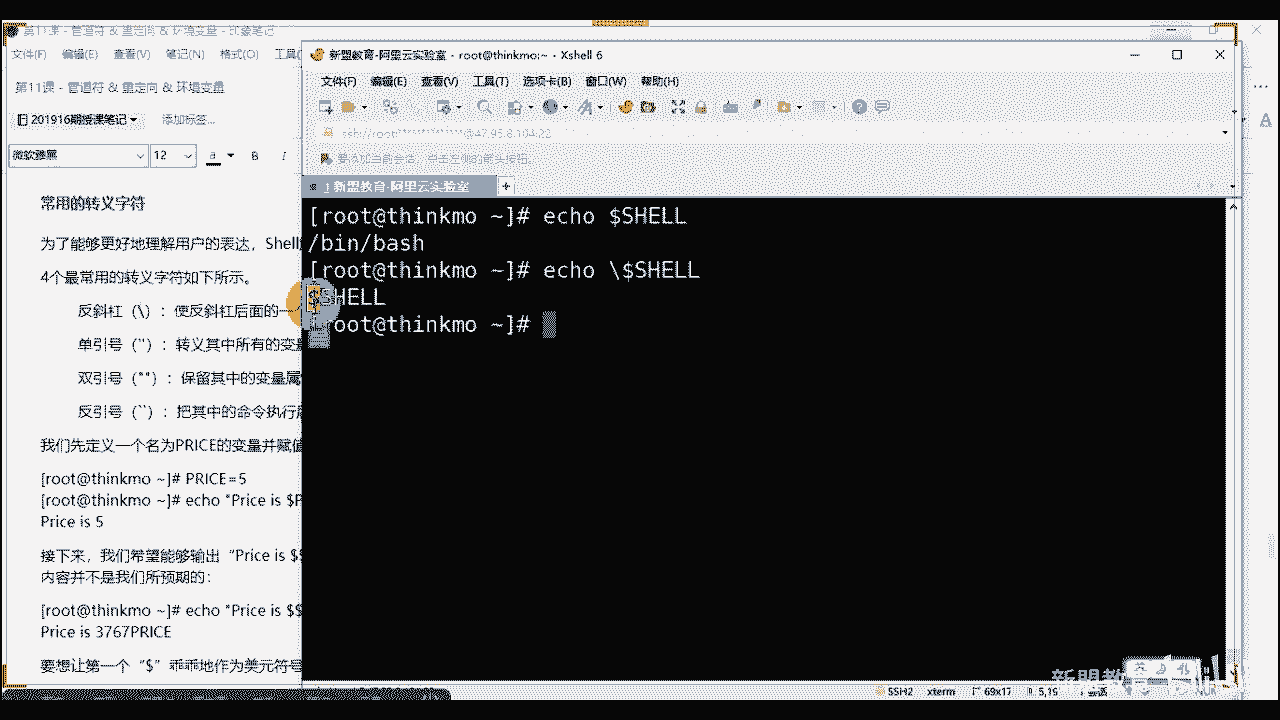 第11课 - 管道符 & 重定向 & 环境变量 - 印象笔记
文件(F) 编辑(E) 查看(V) 笔记(N) 格式(O) 工具
第11课 - 管道符 & 重定向 & 环境变量
201916期授课笔记 添加标签...
微软雅黑 12 a B I
常用的转义字符
为了能够更好地理解用户的表达，Shell
4个最常用的转义字符如下所示。
反斜杠（\）：使反斜杠后面的一
单引号（''）：转义其中所有的变量
双引号（""）：保留其中的变量属
反引号（``）：把其中的命令执行后
我们先定义一个名为PRICE的变量并赋值
[root@thinkmo ~]# PRICE=5
[root@thinkmo ~]# echo "Price is $P
Price is 5
接下来，我们希望能够输出“Price is $$
内容并不是我们所预期的：
[root@thinkmo ~]# echo "Price is $$
Price is 3767PRICE
要想让第一个“$”乖乖地作为美元符号
新盟教育-阿里云实验室 - root@thinkmo:~ - Xshell 6
文件(F) 编辑(E) 查看(V) 工具(T) 选项卡(B) 窗口(W) 帮助(H)
要添加当前会话，点击左侧的箭头按钮。
1 新盟教育-阿里云实验室 +
[root@thinkmo ~]# echo $SHELL
/bin/bash
[root@thinkmo ~]# echo \$SHELL
$SHELL
[root@thinkmo ~]#
SSH2 xterm 69x17 5,19
新盟教育
A